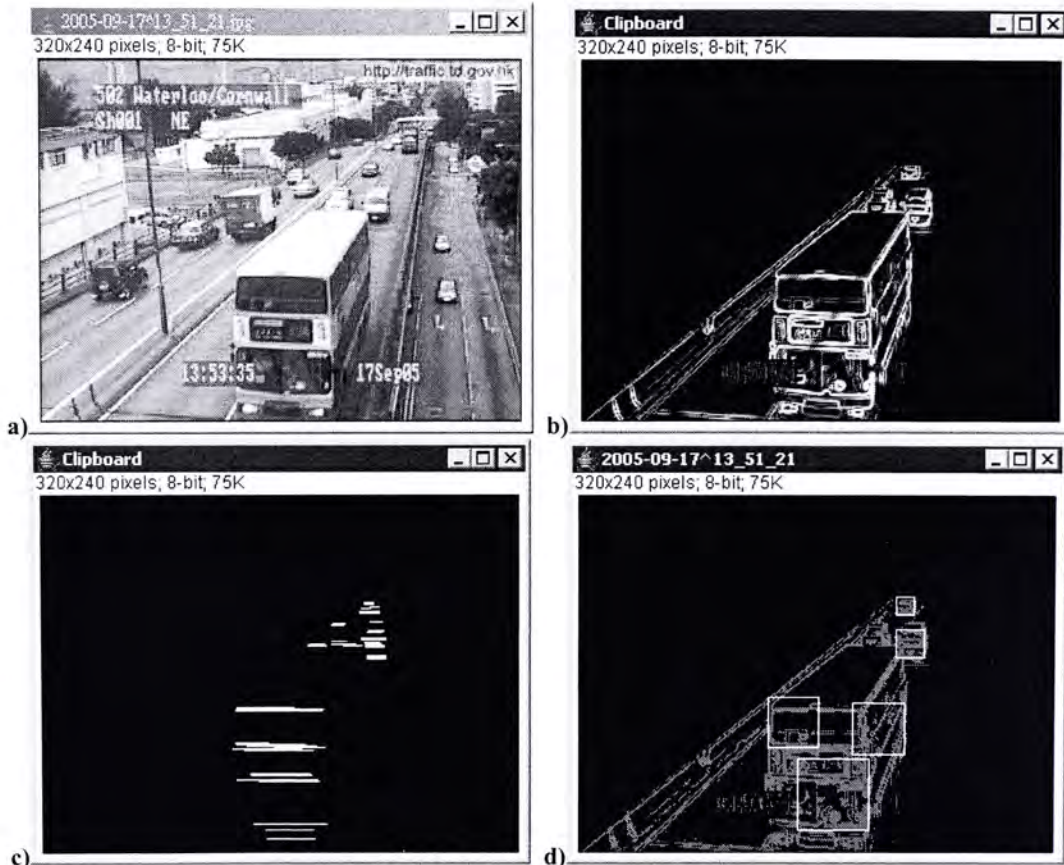 2005-09-17^13_51_21.jpg
320x240 pixels; 8-bit; 75K
http://traffic.td.gov.hk
502 Waterloo/Cornwall
Sh001 NE
13:53:35
17Sep05
a)
Clipboard
320x240 pixels; 8-bit; 75K
b)
Clipboard
320x240 pixels; 8-bit; 75K
c)
2005-09-17^13_51_21
320x240 pixels; 8-bit; 75K
d)